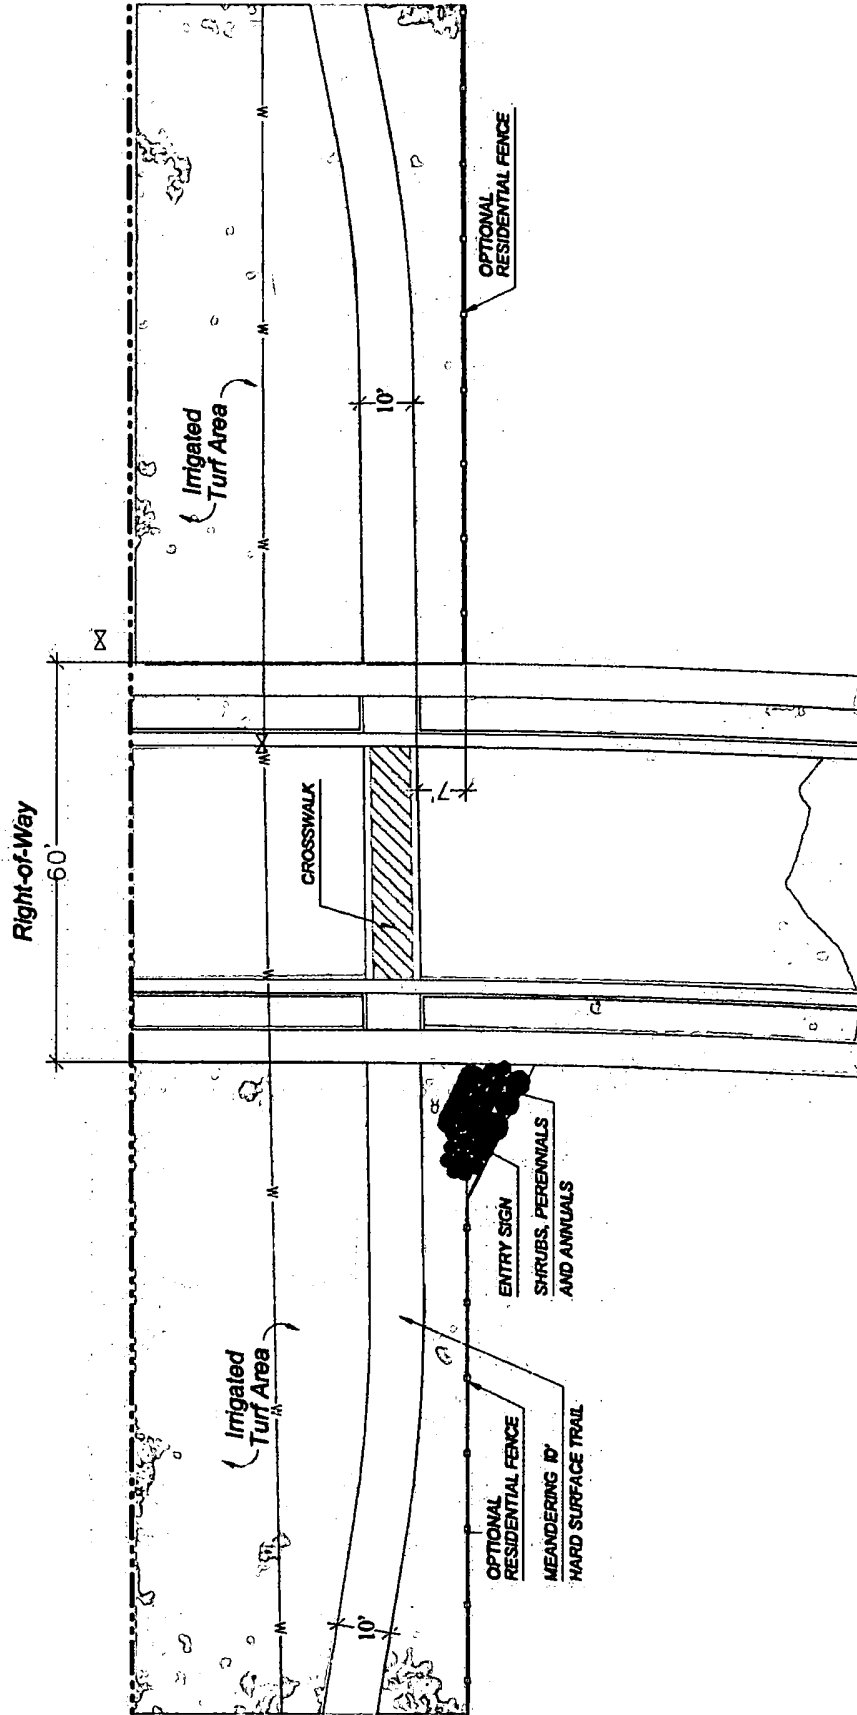 Right-of-Way
60'
Irrigated
Turf Area
W
W
W
10'
OPTIONAL
RESIDENTIAL FENCE
CROSSWALK
W
7'
W
Irrigated
Turf Area
W
W
W
10'
ENTRY SIGN
SHRUBS, PERENNIALS
AND ANNUALS
OPTIONAL
RESIDENTIAL FENCE
MEANDERING 10'
HARD SURFACE TRAIL